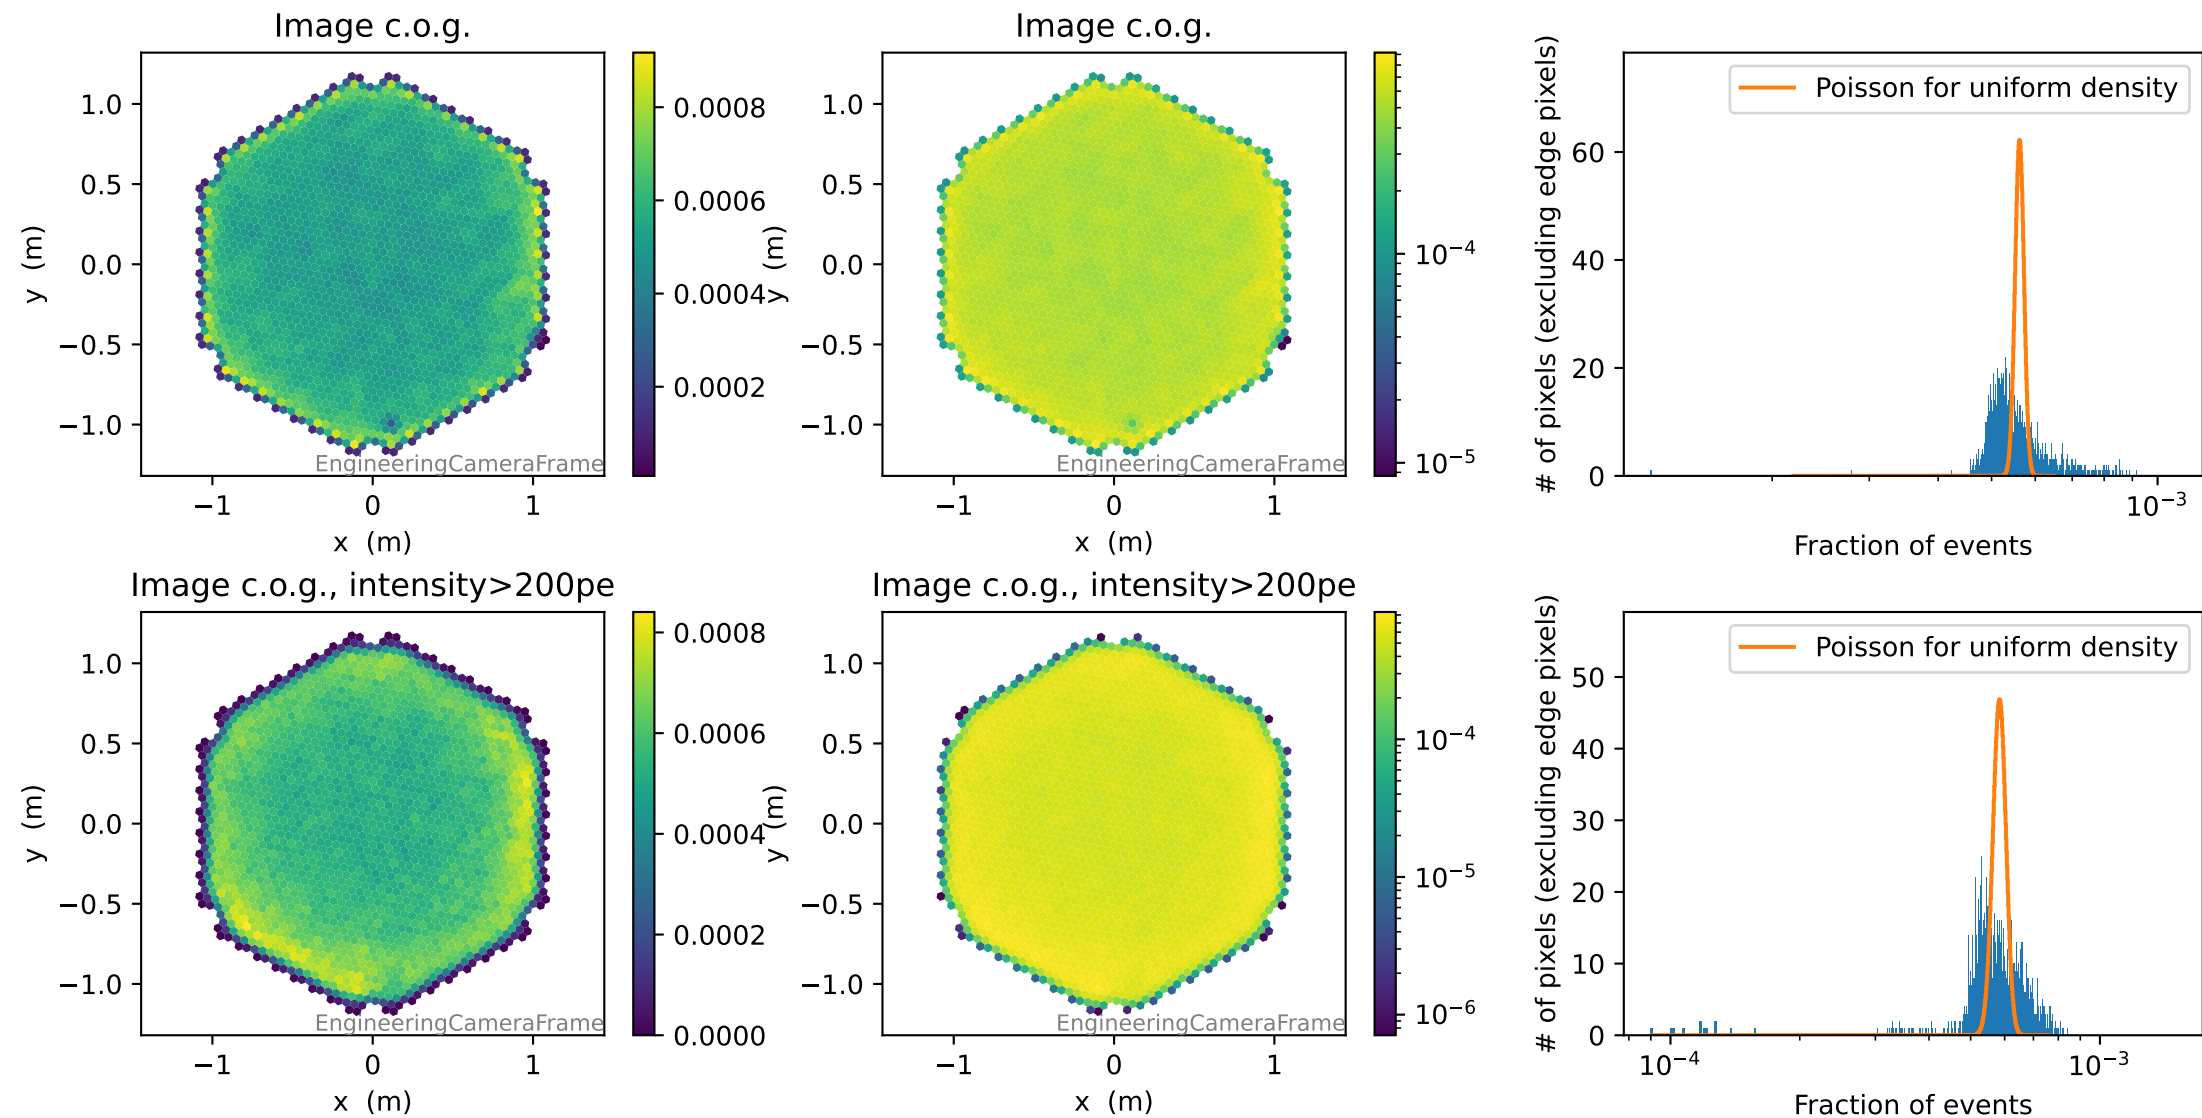 Image c.o.g.
1.0
0.5
0.0
−0.5
−1.0
y (m)
−1
0
1
x (m)
EngineeringCameraFrame
0.0008
0.0006
0.0004
0.0002
Image c.o.g.
1.0
0.5
0.0
−0.5
−1.0
y (m)
−1
0
1
x (m)
EngineeringCameraFrame
10−4
10−5
# of pixels (excluding edge pixels)
60
40
20
0
Poisson for uniform density
10−3
Fraction of events
Image c.o.g., intensity>200pe
1.0
0.5
0.0
−0.5
−1.0
y (m)
−1
0
1
x (m)
EngineeringCameraFrame
0.0008
0.0006
0.0004
0.0002
0.0000
Image c.o.g., intensity>200pe
1.0
0.5
0.0
−0.5
−1.0
y (m)
−1
0
1
x (m)
EngineeringCameraFrame
10−4
10−5
10−6
# of pixels (excluding edge pixels)
50
40
30
20
10
0
Poisson for uniform density
10−4
10−3
Fraction of events